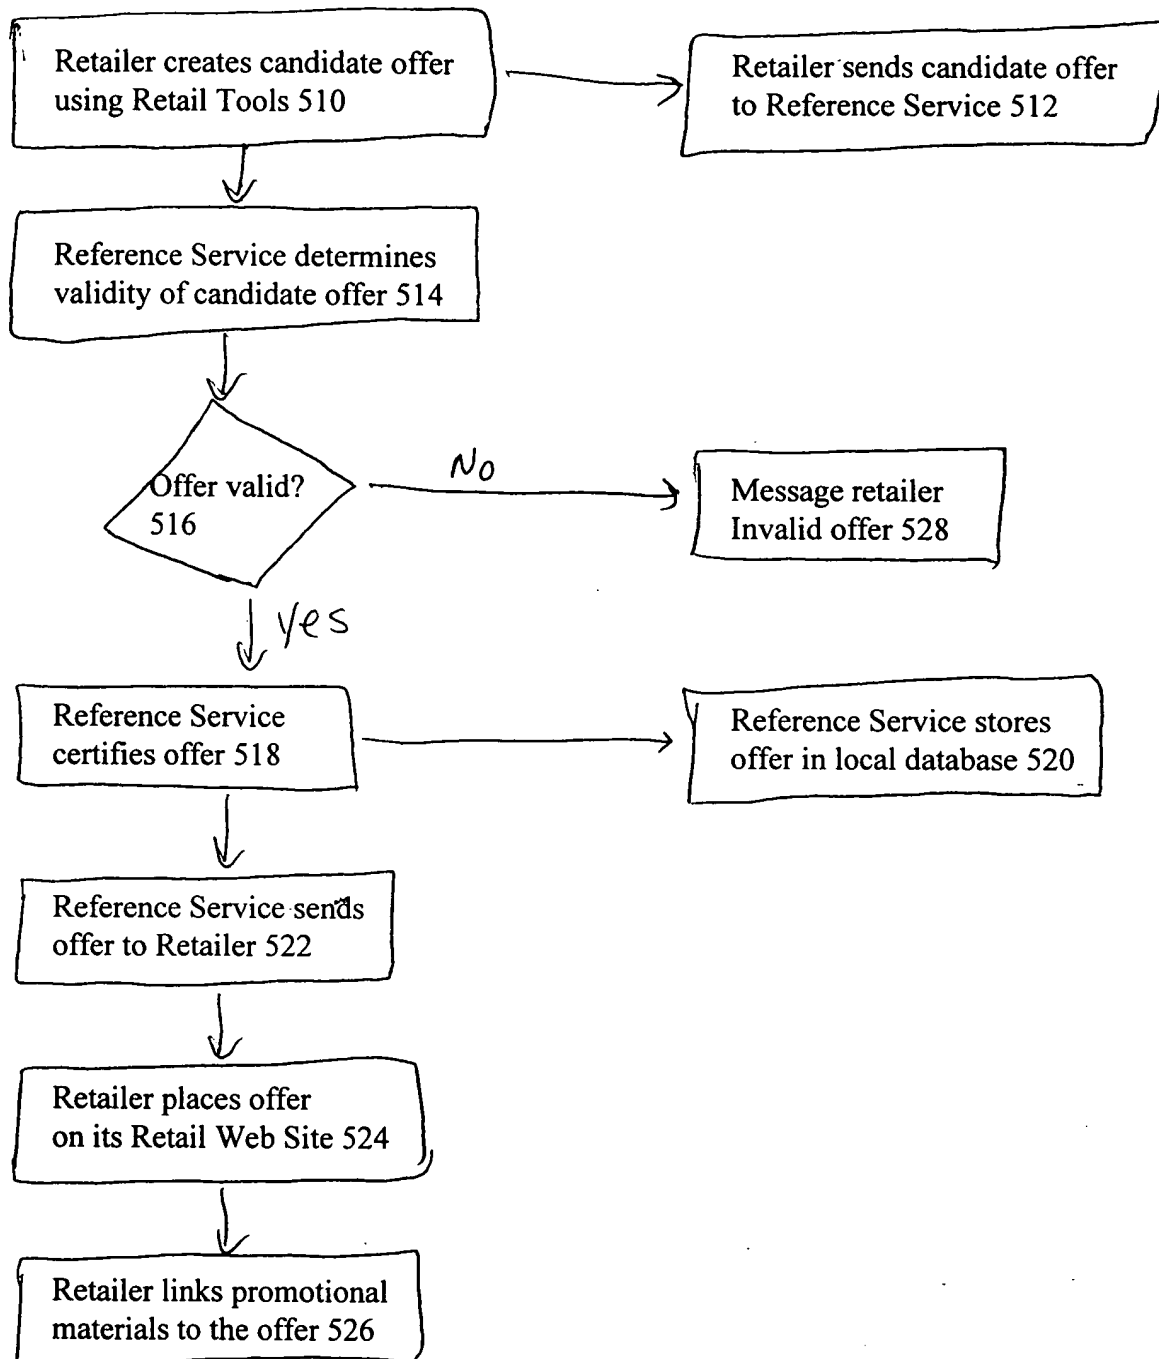 Retailer creates candidate offer
using Retail Tools 510
Retailer sends candidate offer
to Reference Service 512
Reference Service determines
validity of candidate offer 514
Offer valid?
516
No
Message retailer
Invalid offer 528
Yes
Reference Service
certifies offer 518
Reference Service stores
offer in local database 520
Reference Service sends
offer to Retailer 522
Retailer places offer
on its Retail Web Site 524
Retailer links promotional
materials to the offer 526